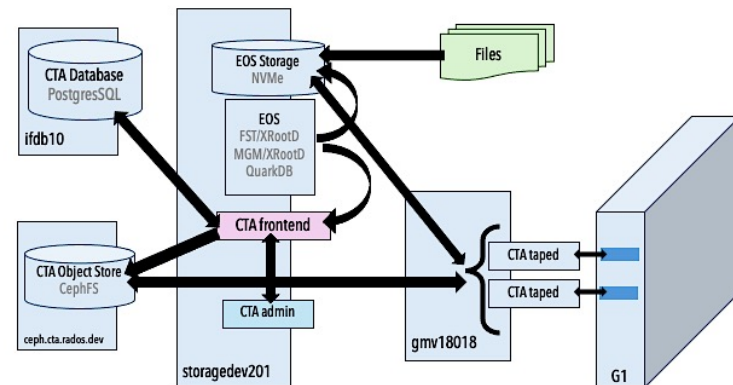 CTA Database
PostgresSQL
ifdb10
EOS Storage
NVMe
Files
EOS
FST/XRootD
MGM/XRootD
QuarkDB
CTA frontend
CTA Object Store
CephFS
ceph.cta.rados.dev
CTA admin
storagedev201
CTA taped
CTA taped
gmv18018
G1